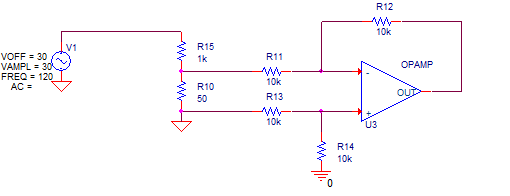 R12
10k
V1
VOFF = 30
VAMPL = 30
FREQ = 120
AC =
R15
1k
R11
10k
OPAMP
-
OUT
+
U3
R10
50
R13
10k
R14
10k
0